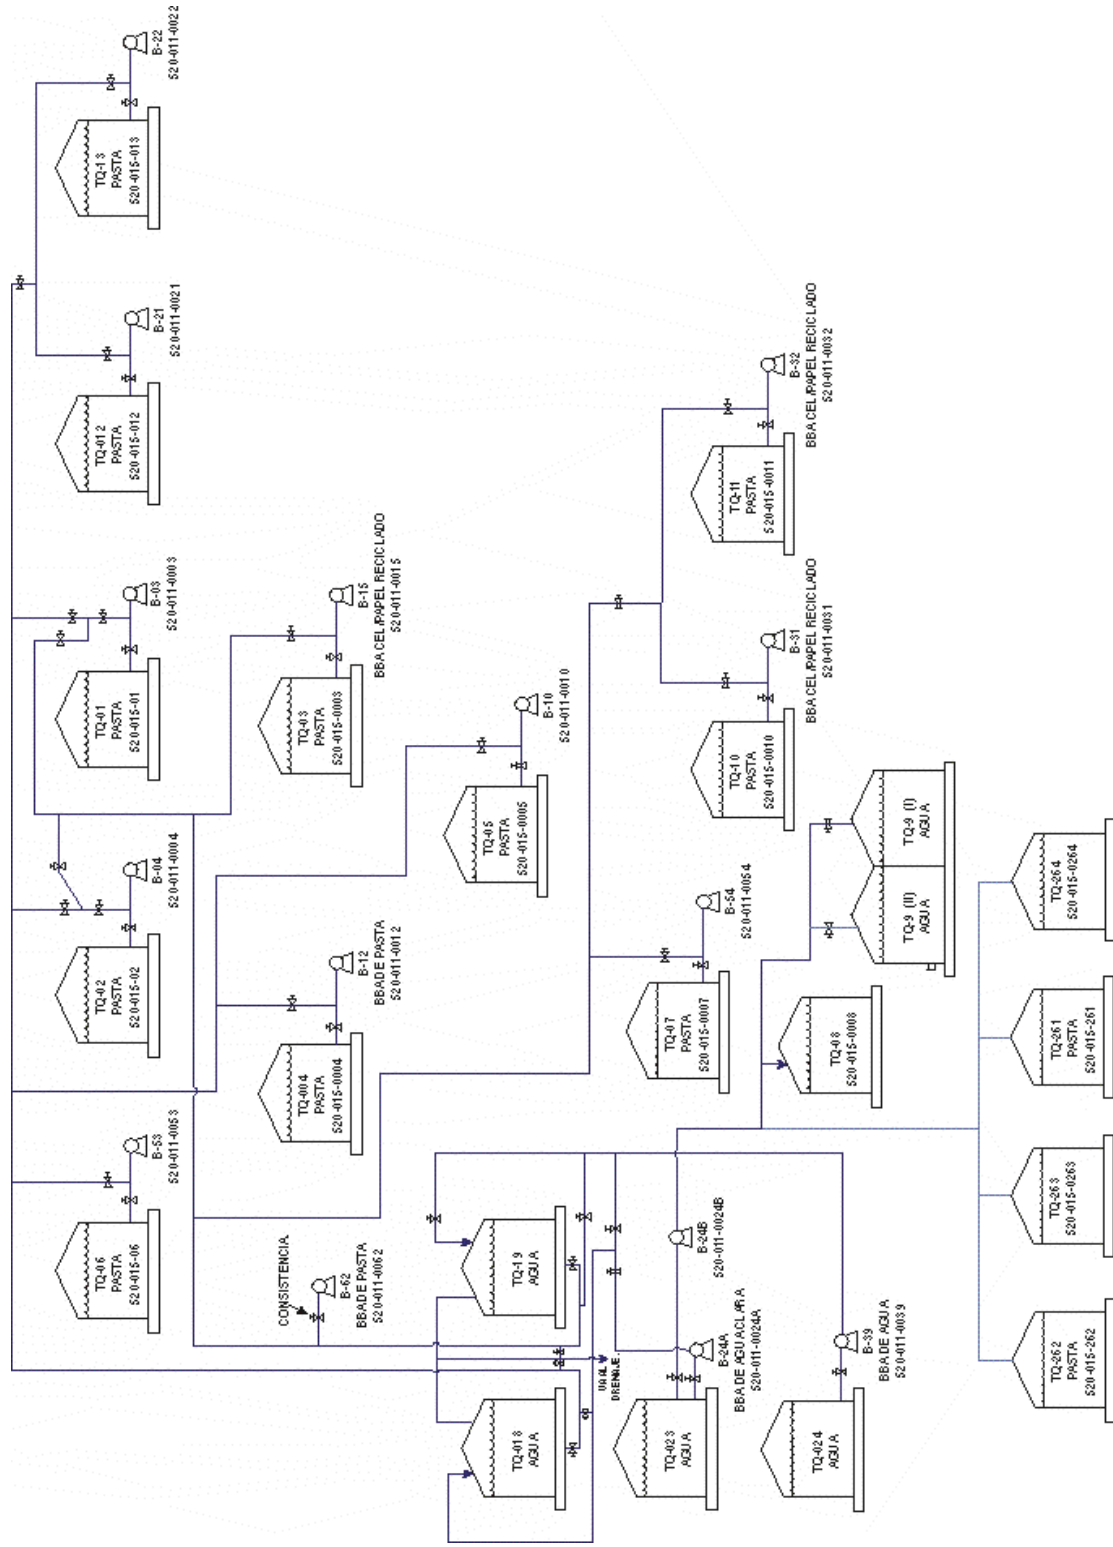 B-22
520-011-0022
TQ-13
PASTA
520-015-013
B-21
520-011-0021
TQ-012
PASTA
520-015-012
B-03
520-011-0003
TQ-01
PASTA
520-015-01
B-04
520-011-0004
TQ-02
PASTA
520-015-02
B-53
520-011-0053
TQ-06
PASTA
520-015-06
B-15
BBA CEL/PAPEL RECICLADO
520-011-0015
TQ-03
PASTA
520-015-0003
B-12
BBA DE PASTA
520-011-0012
TQ-004
PASTA
520-015-0004
CONSISTENCIA
B-62
BBA DE PASTA
520-011-0062
B-10
520-011-0010
TQ-05
PASTA
520-015-0005
TQ-19
AGUA
TQ-018
AGUA
VA AL
DRENAJE.
B-32
BBA CEL/PAPEL RECICLADO
520-011-0032
TQ-11
PASTA
520-015-0011
B-31
BBA CEL/PAPEL RECICLADO
520-011-0031
TQ-10
PASTA
520-015-0010
B-54
520-011-0054
TQ-07
PASTA
520-015-0007
B-24B
520-011-0024B
B-24A
BBA DE AGUA CLARA
520-011-0024A
TQ-023
AGUA
TQ-9 (I)
AGUA
TQ-9 (II)
AGUA
TQ-08
520-015-0008
B-39
BBA DE AGUA
520-011-0039
TQ-024
AGUA
TQ-264
520-015-0264
TQ-261
PASTA
520-015-261
TQ-263
520-015-0263
TQ-262
PASTA
520-015-262